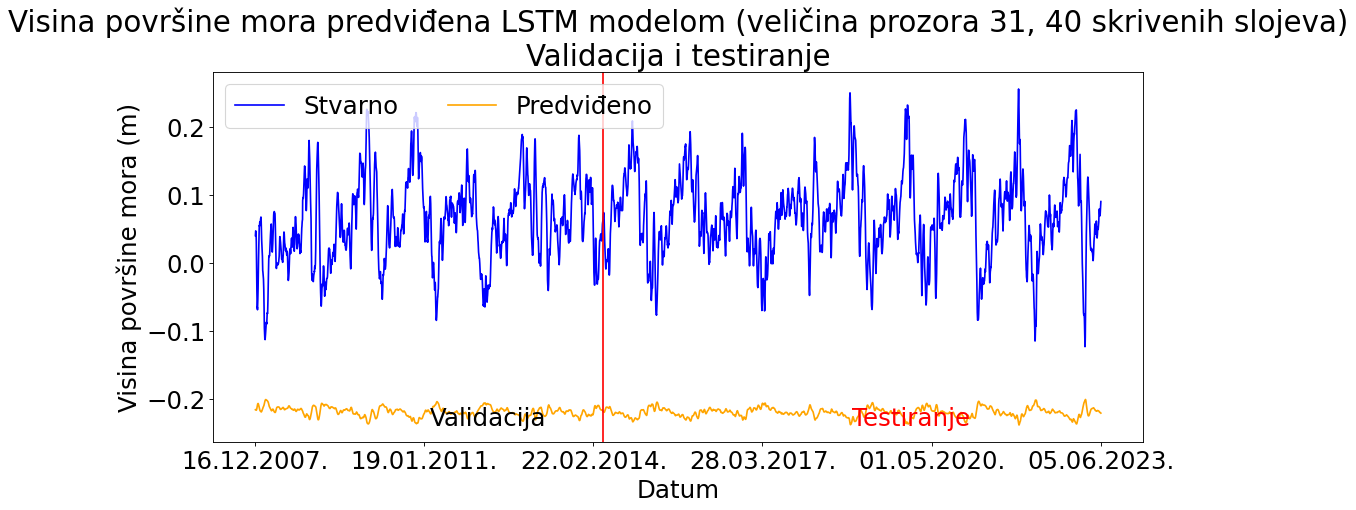 Visina površine mora predviđena LSTM modelom (veličina prozora 31, 40 skrivenih slojeva)
Validacija i testiranje
Stvarno
Predviđeno
Visina površine mora (m)
0.2
0.1
0.0
−0.1
−0.2
Validacija
Testiranje
16.12.2007.
19.01.2011.
22.02.2014.
28.03.2017.
01.05.2020.
05.06.2023.
Datum